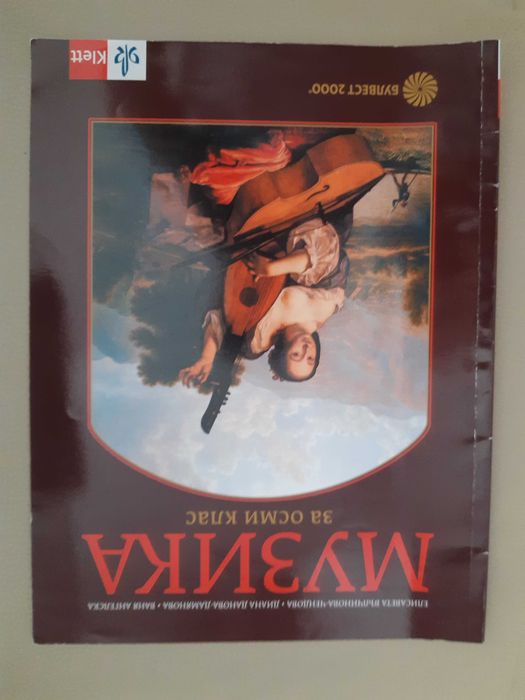 ЕЛИСАВЕТА ВЪЛЧИНОВА-ЧЕНДОВА • ДИАНА ДАНОВА-ДАМЯНОВА • ВАНЯ АНГЕЛСКА
МУЗИКА
ЗА ОСМИ КЛАС
БУЛВЕСТ 2000®
Klett